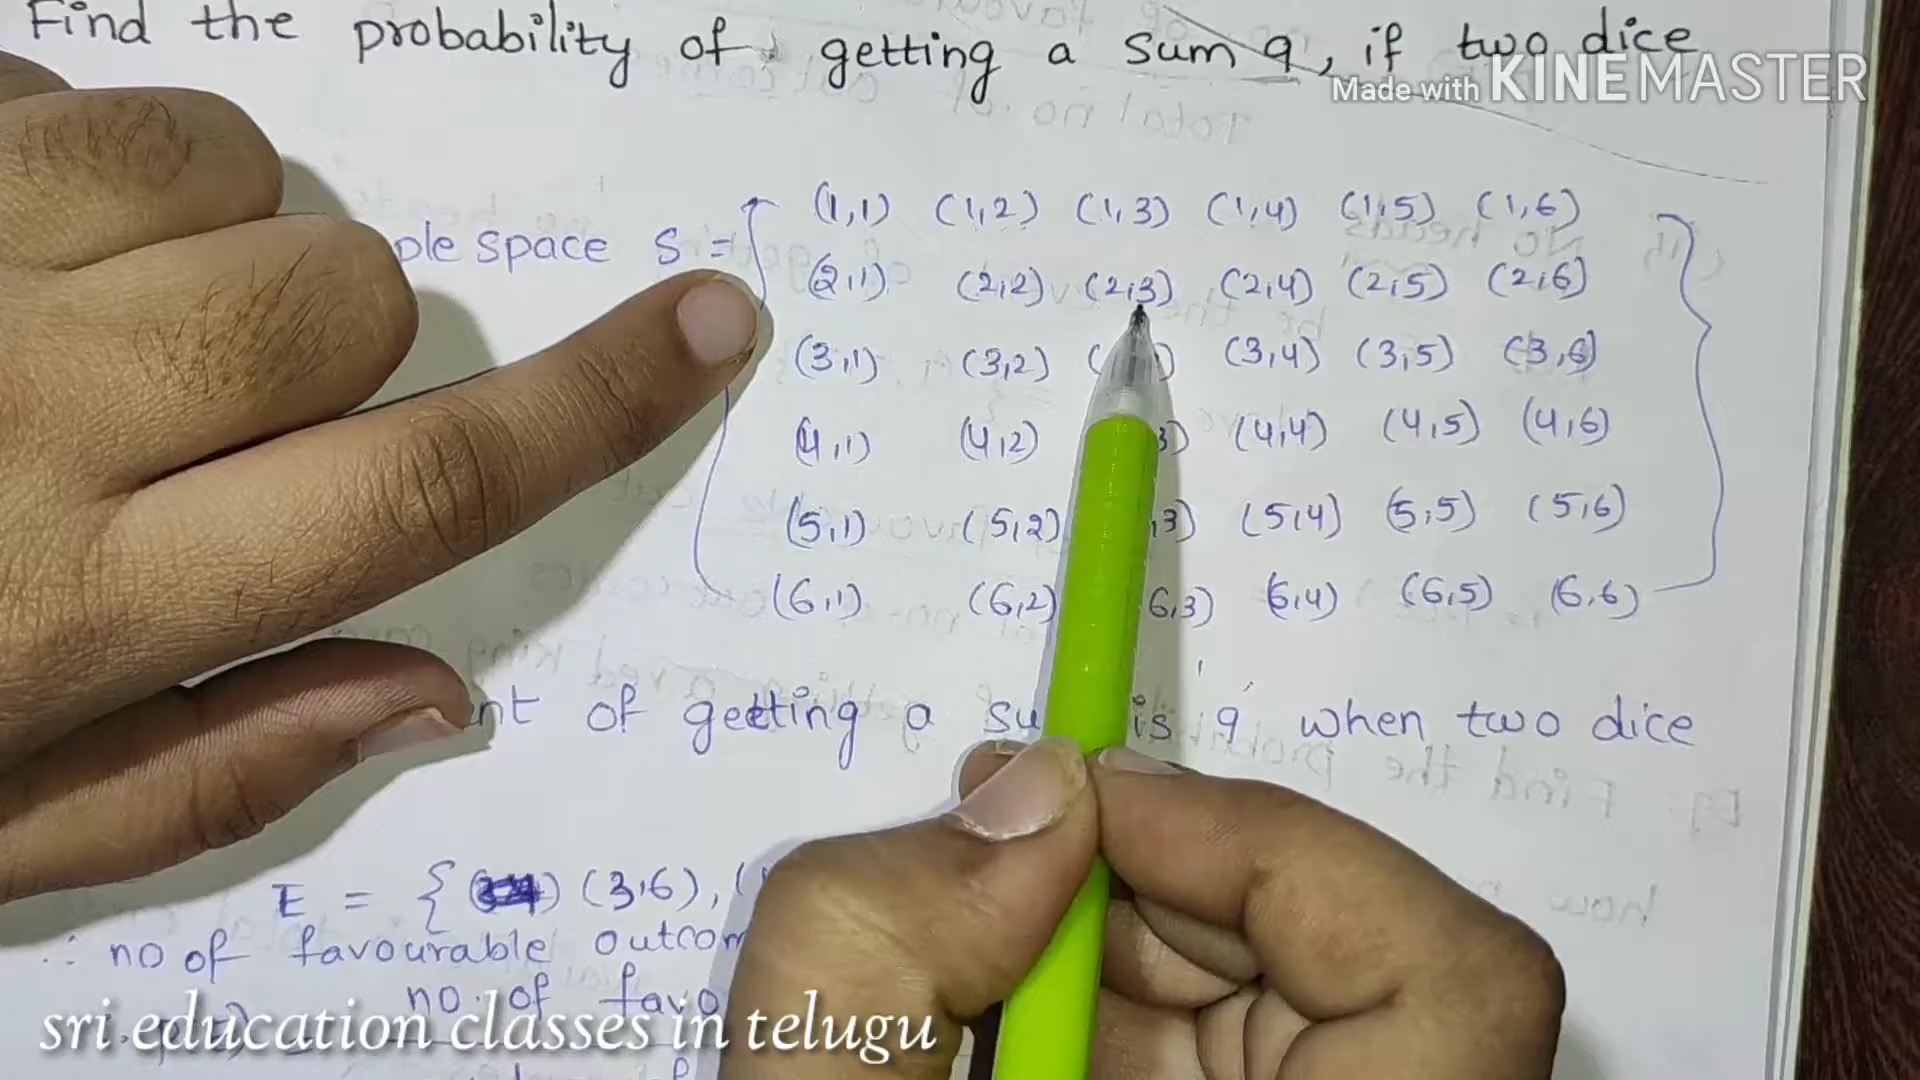 Find the probability of getting a sum 9, if two dice
Made with KINEMASTER
ple space S = { (1,1) (1,2) (1,3) (1,4) (1,5) (1,6)
(2,1) (2,2) (2,3) (2,4) (2,5) (2,6)
(3,1) (3,2) ( ) (3,4) (3,5) (3,6)
(4,1) (4,2) 3) (4,4) (4,5) (4,6)
(5,1) (5,2) ,3) (5,4) (5,5) (5,6)
(6,1) (6,2) 6,3) (6,4) (6,5) (6,6) }
nt of getting a su is 9 when two dice
E = { (3,6), (
∴ no of favourable outcom
no. of favo
sri education classes in telugu